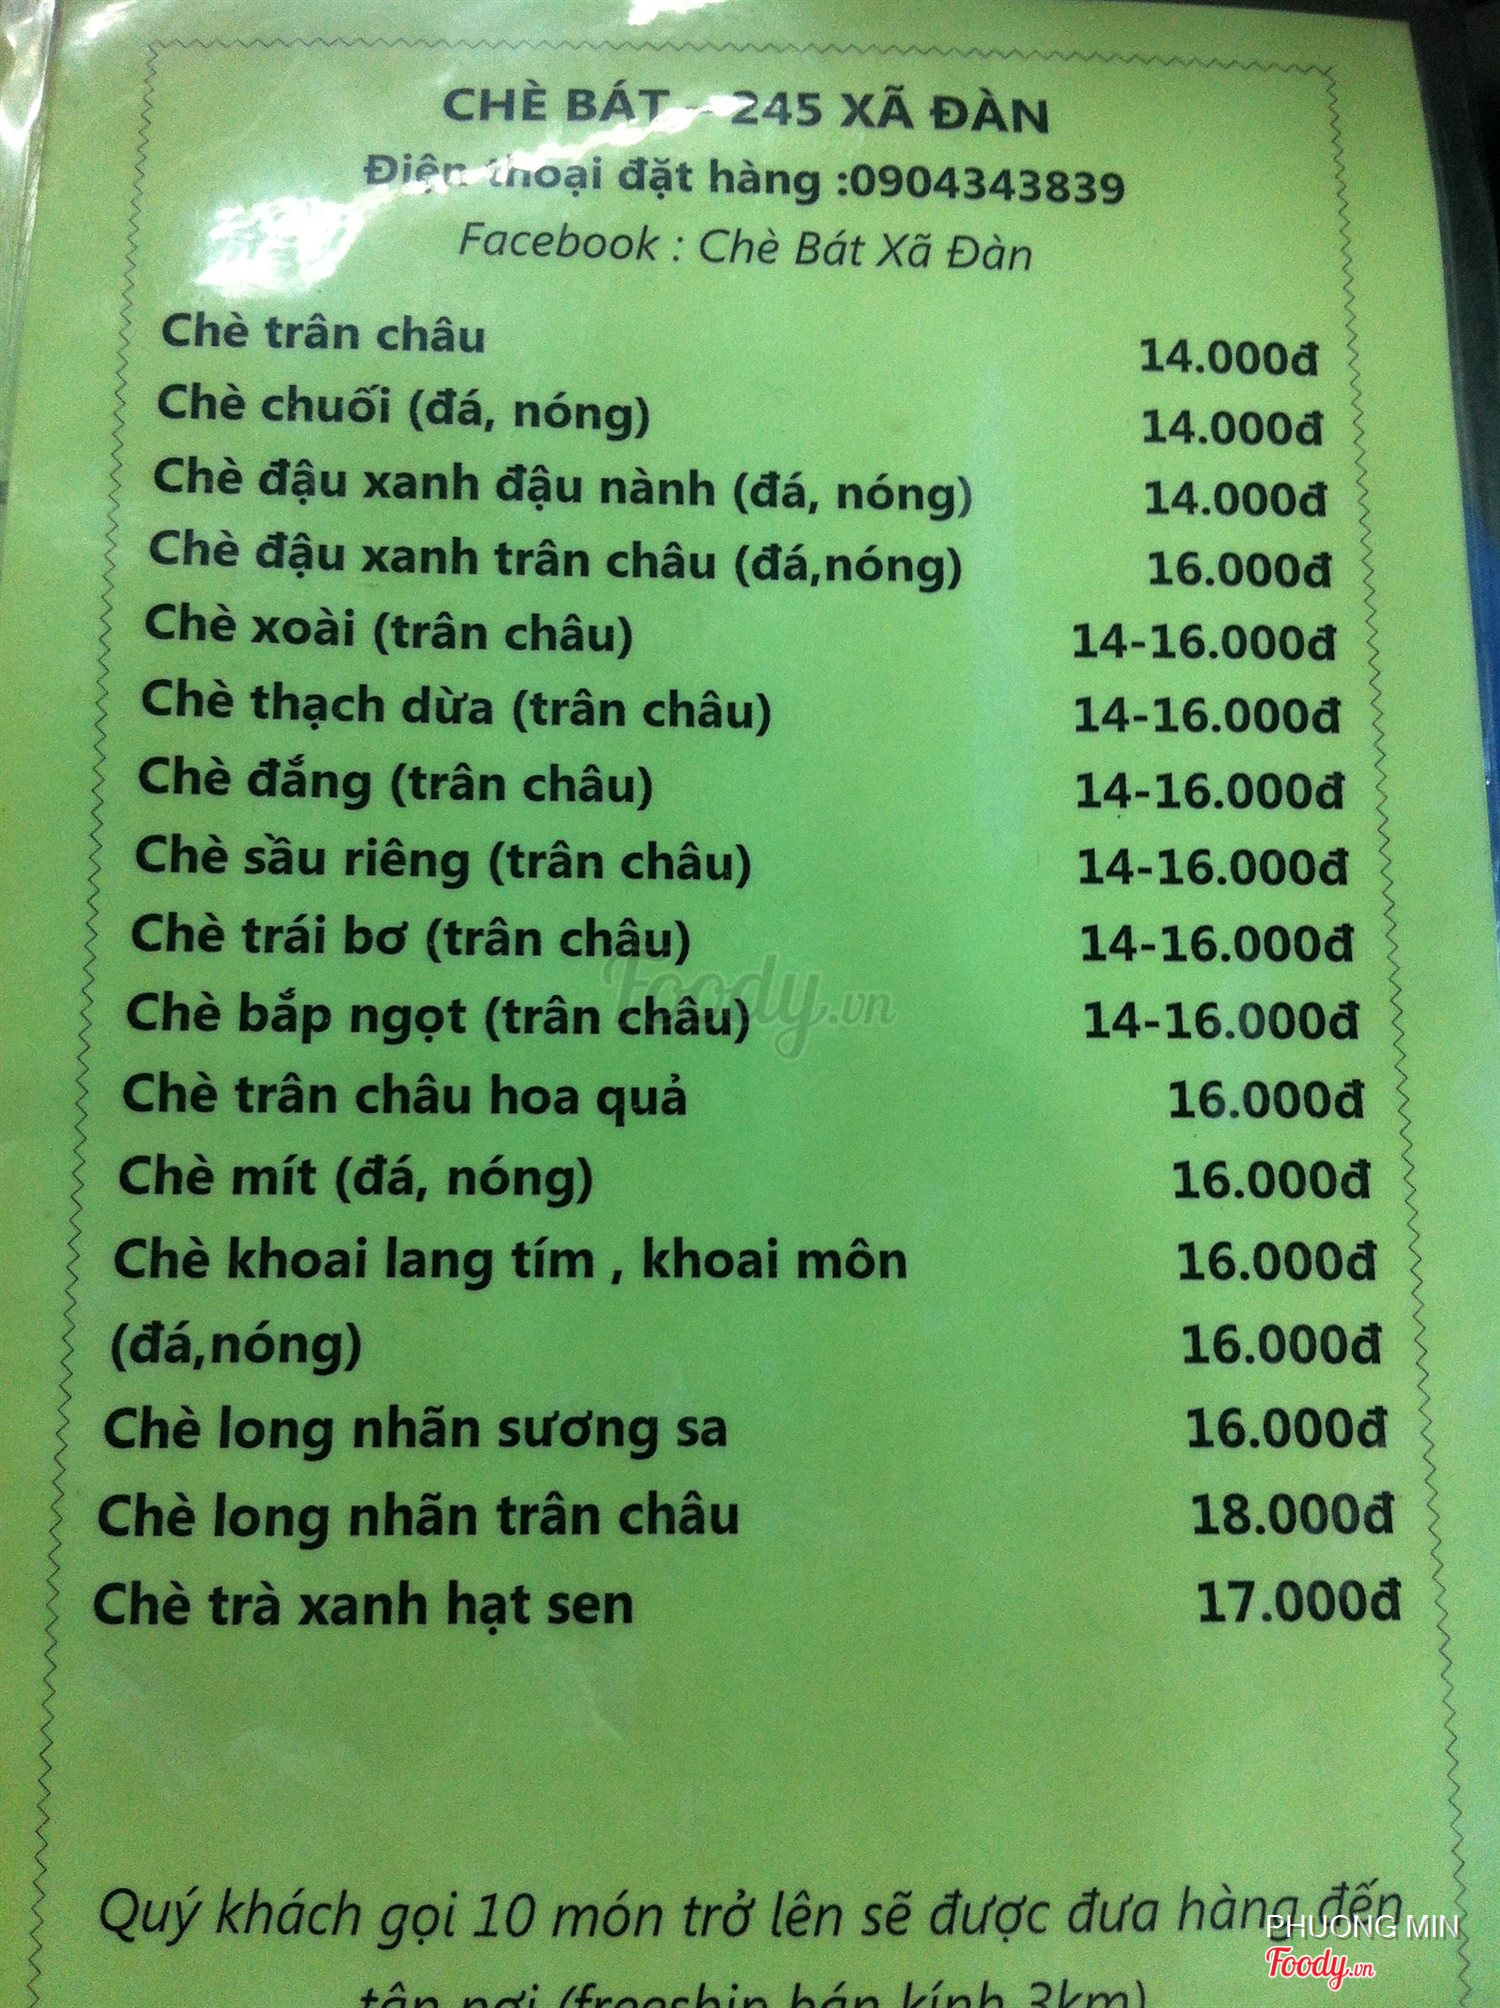 CHÈ BÁT - 245 XÃ ĐÀN
Điện thoại đặt hàng :0904343839
Facebook : Chè Bát Xã Đàn
Chè trân châu 14.000đ
Chè chuối (đá, nóng) 14.000đ
Chè đậu xanh đậu nành (đá, nóng) 14.000đ
Chè đậu xanh trân châu (đá,nóng) 16.000đ
Chè xoài (trân châu) 14-16.000đ
Chè thạch dừa (trân châu) 14-16.000đ
Chè đắng (trân châu) 14-16.000đ
Chè sầu riêng (trân châu) 14-16.000đ
Chè trái bơ (trân châu) 14-16.000đ
Chè bắp ngọt (trân châu) 14-16.000đ
Chè trân châu hoa quả 16.000đ
Chè mít (đá, nóng) 16.000đ
Chè khoai lang tím , khoai môn 16.000đ
(đá,nóng) 16.000đ
Chè long nhãn sương sa 16.000đ
Chè long nhãn trân châu 18.000đ
Chè trà xanh hạt sen 17.000đ
Quý khách gọi 10 món trở lên sẽ được đưa hàng đến
tận nơi (freeship bán kính 3km)
Foody.vn
PHUONG MIN
Foody.vn